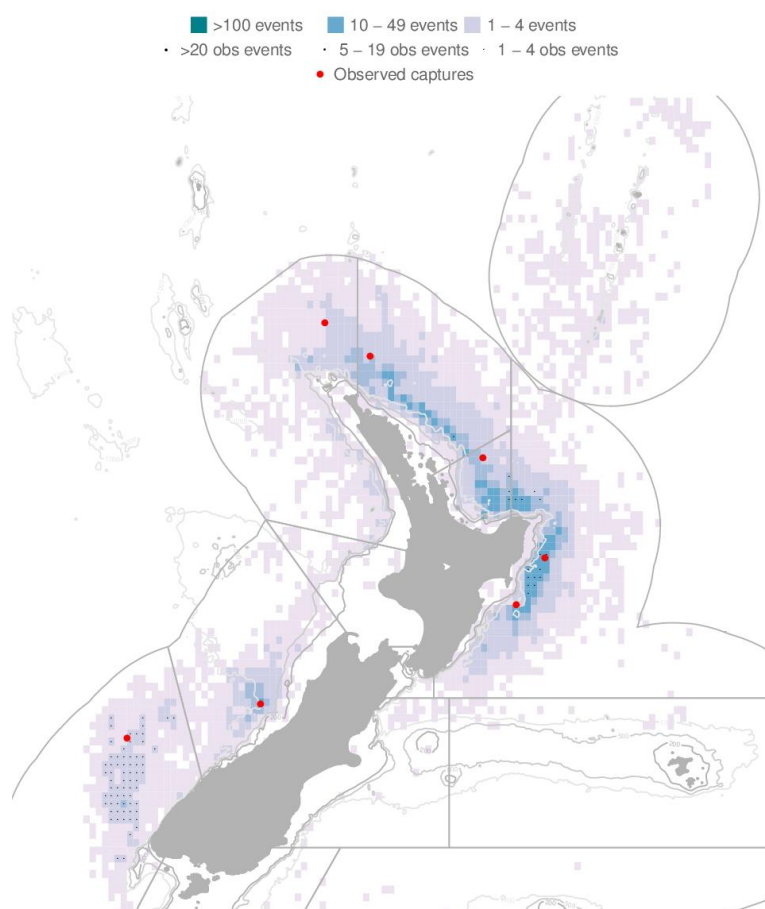 >100 events 10 – 49 events 1 – 4 events
>20 obs events 5 – 19 obs events 1 – 4 obs events
Observed captures